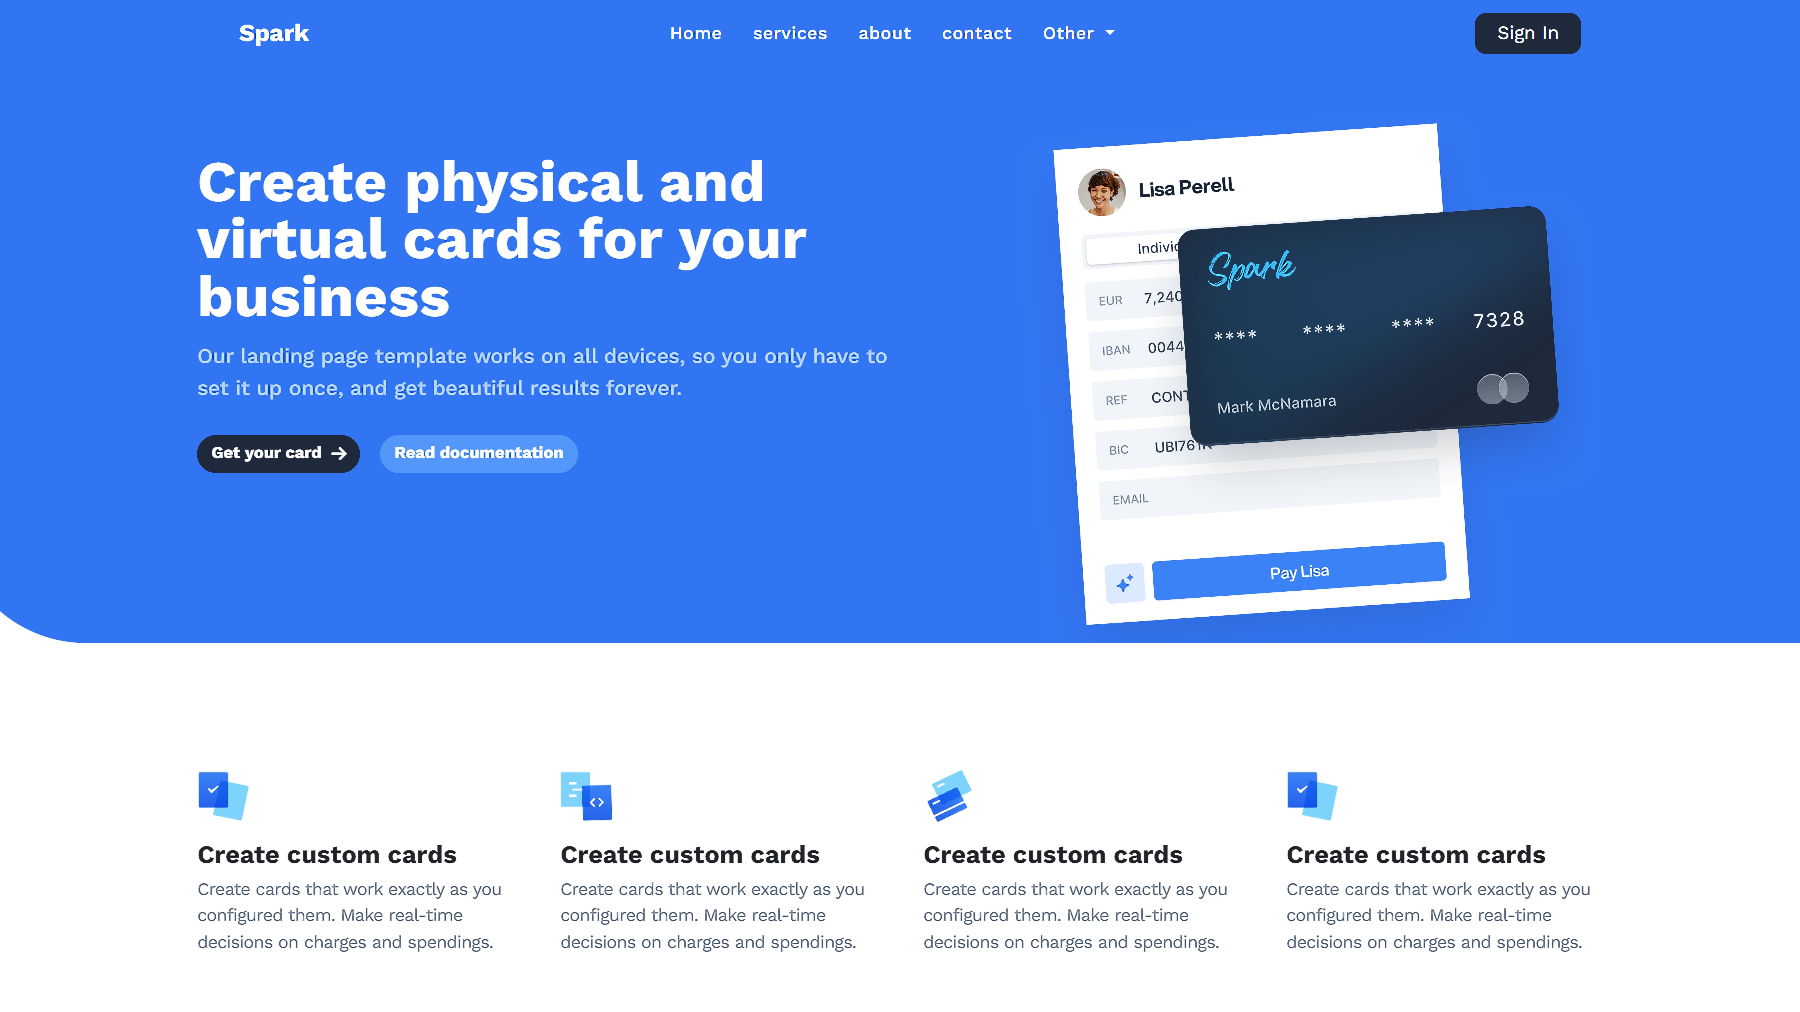 Spark
Home services about contact Other
Sign In
Create physical and
virtual cards for your
business
Our landing page template works on all devices, so you only have to
set it up once, and get beautiful results forever.
Get your card
Read documentation
Lisa Perell
EUR 7,240
IBAN 0044
REF
BIC
EMAIL
Pay Lisa
Spark
**** **** **** 7328
Mark McNamara
Create custom cards
Create cards that work exactly as you
configured them. Make real-time
decisions on charges and spendings.
Create custom cards
Create cards that work exactly as you
configured them. Make real-time
decisions on charges and spendings.
Create custom cards
Create cards that work exactly as you
configured them. Make real-time
decisions on charges and spendings.
Create custom cards
Create cards that work exactly as you
configured them. Make real-time
decisions on charges and spendings.